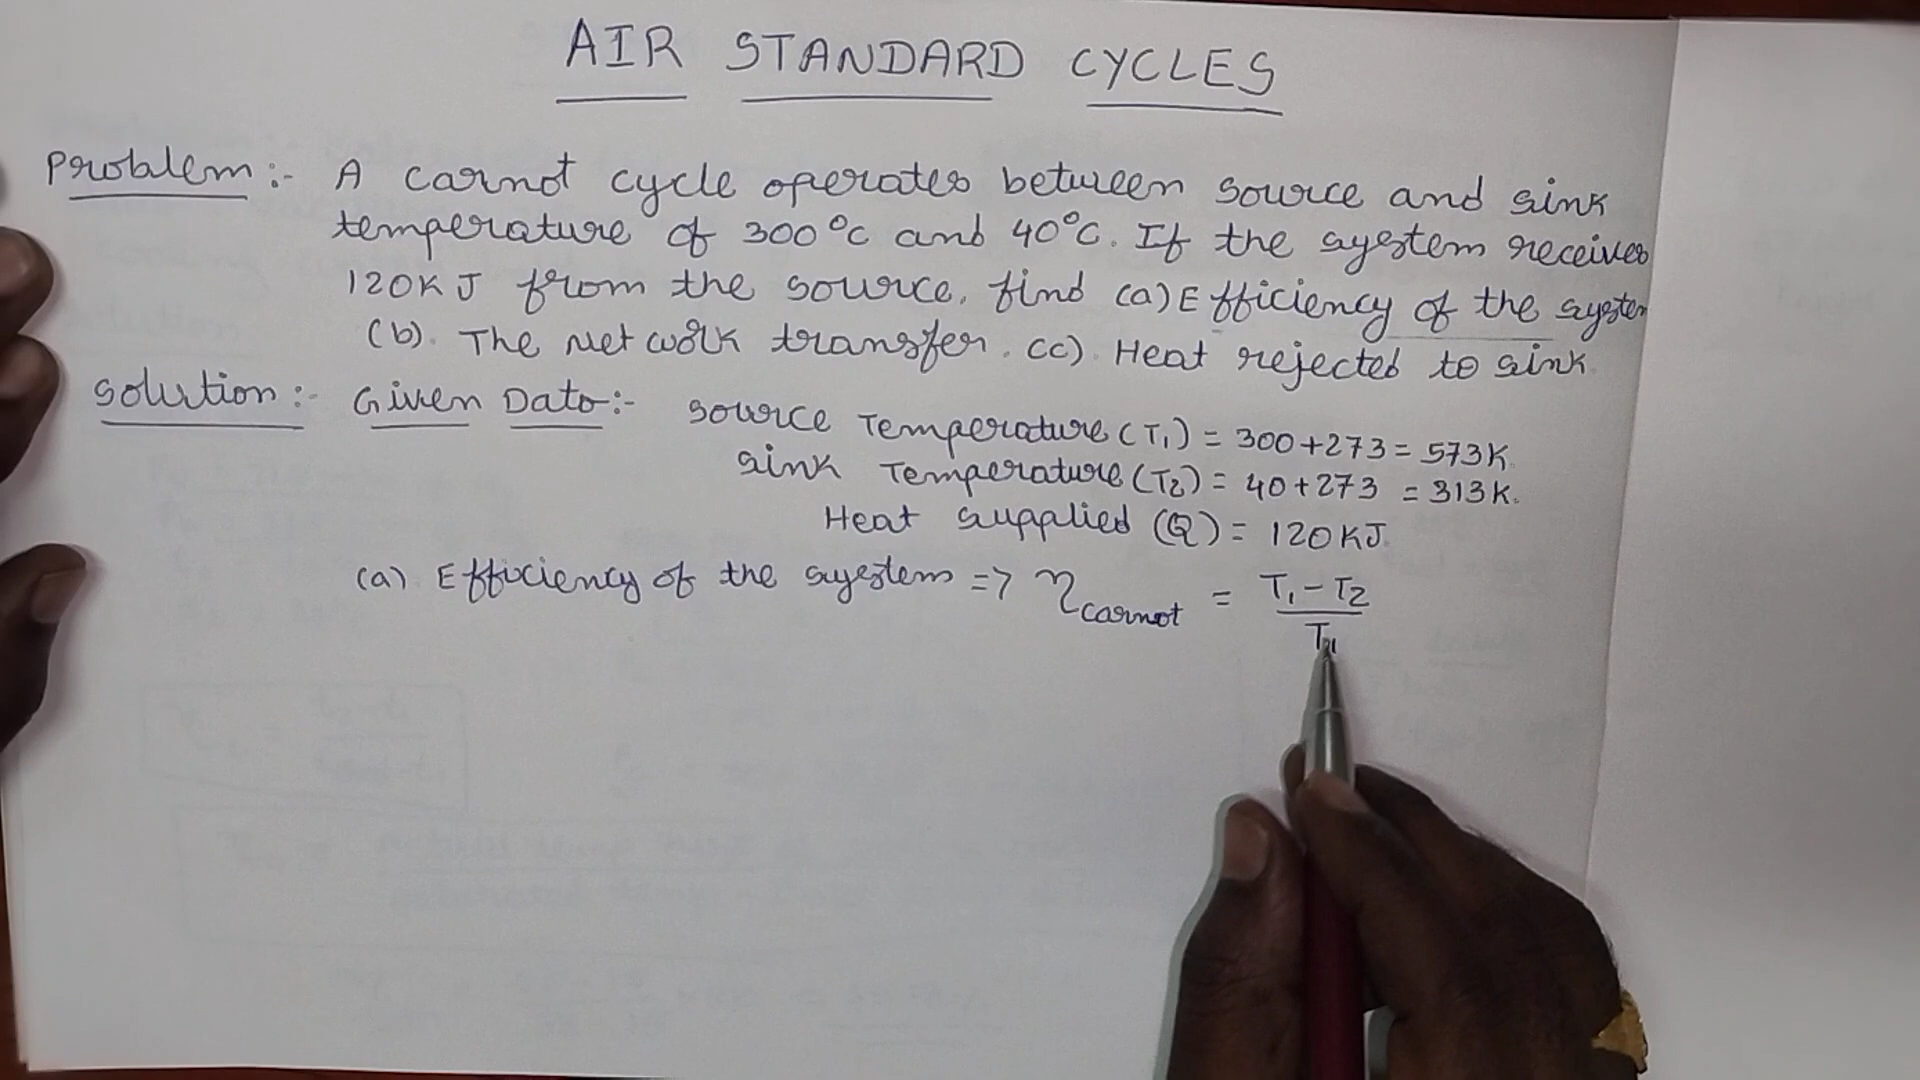 AIR STANDARD CYCLES
Problem:- A carnot cycle operates between source and sink
temperature of 300°c and 40°c. If the system receives
120KJ from the source, find (a) Efficiency of the system
(b). The net work transfer. (c). Heat rejected to sink
Solution:- Given Data:- source Temperature (T1) = 300+273 = 573K.
sink Temperature (T2) = 40+273 = 313K.
Heat supplied (Q) = 120KJ.
(a) Efficiency of the system => η carnot = T1 - T2
T1